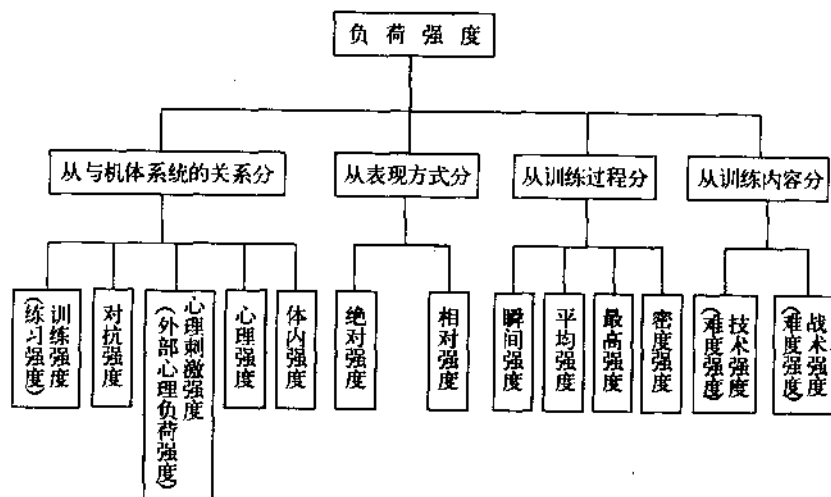 负荷强度
从与机体系统的关系分
从表现方式分
从训练过程分
从训练内容分
训练强度
(练习强度)
对抗强度
心理刺激强度
(外部心理负荷强度)
心理强度
体内强度
绝对强度
相对强度
瞬间强度
平均强度
最高强度
密度强度
技术强度
(难度强度)
战术强度
(难度强度)